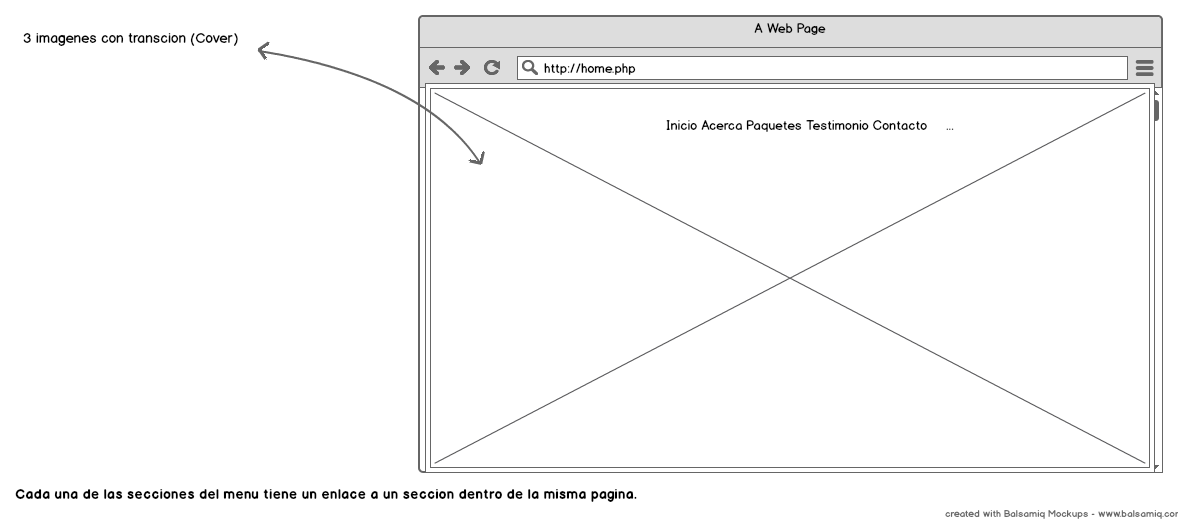 A Web Page
3 imagenes con transcion (Cover)
http://home.php
Inicio Acerca Paquetes Testimonio Contacto ...
Cada una de las secciones del menu tiene un enlace a un seccion dentro de la misma pagina.
created with Balsamiq Mockups - www.balsamiq.cor